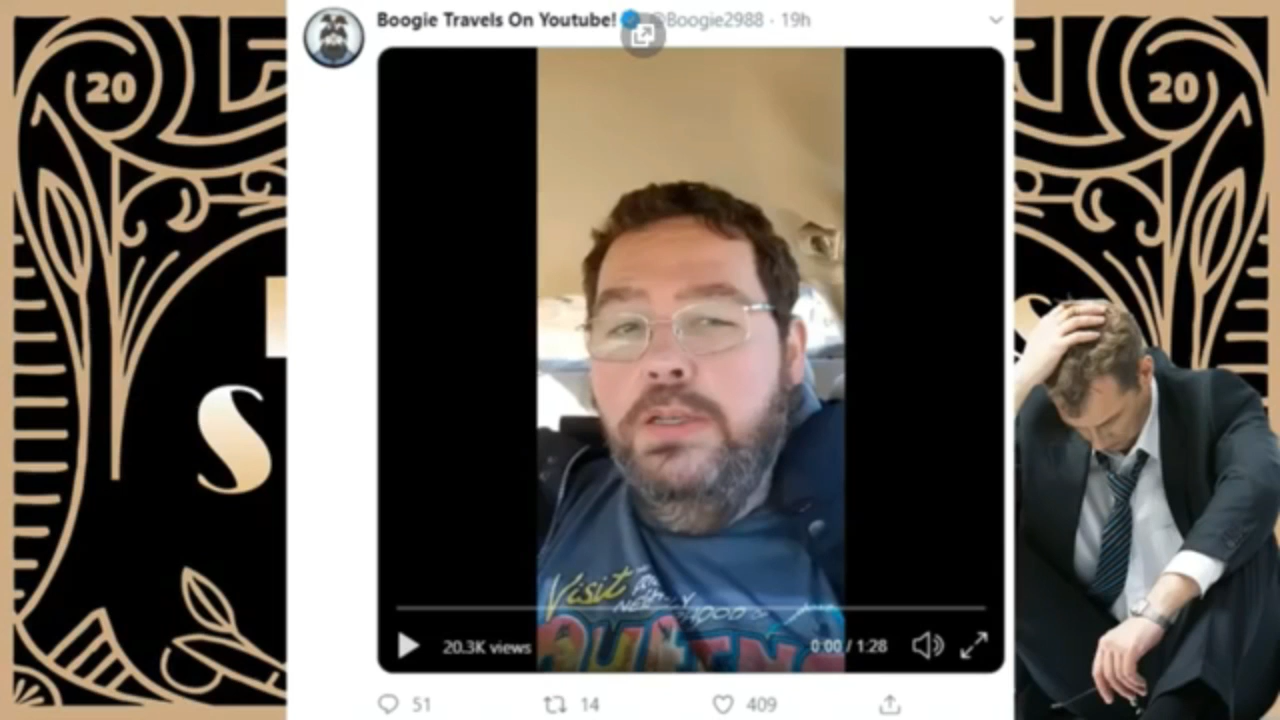 Boogie Travels On Youtube! @Boogie2988 · 19h
20
20
S
Visit
QUEENS
20.3K views
0:00 / 1:28
51
14
409